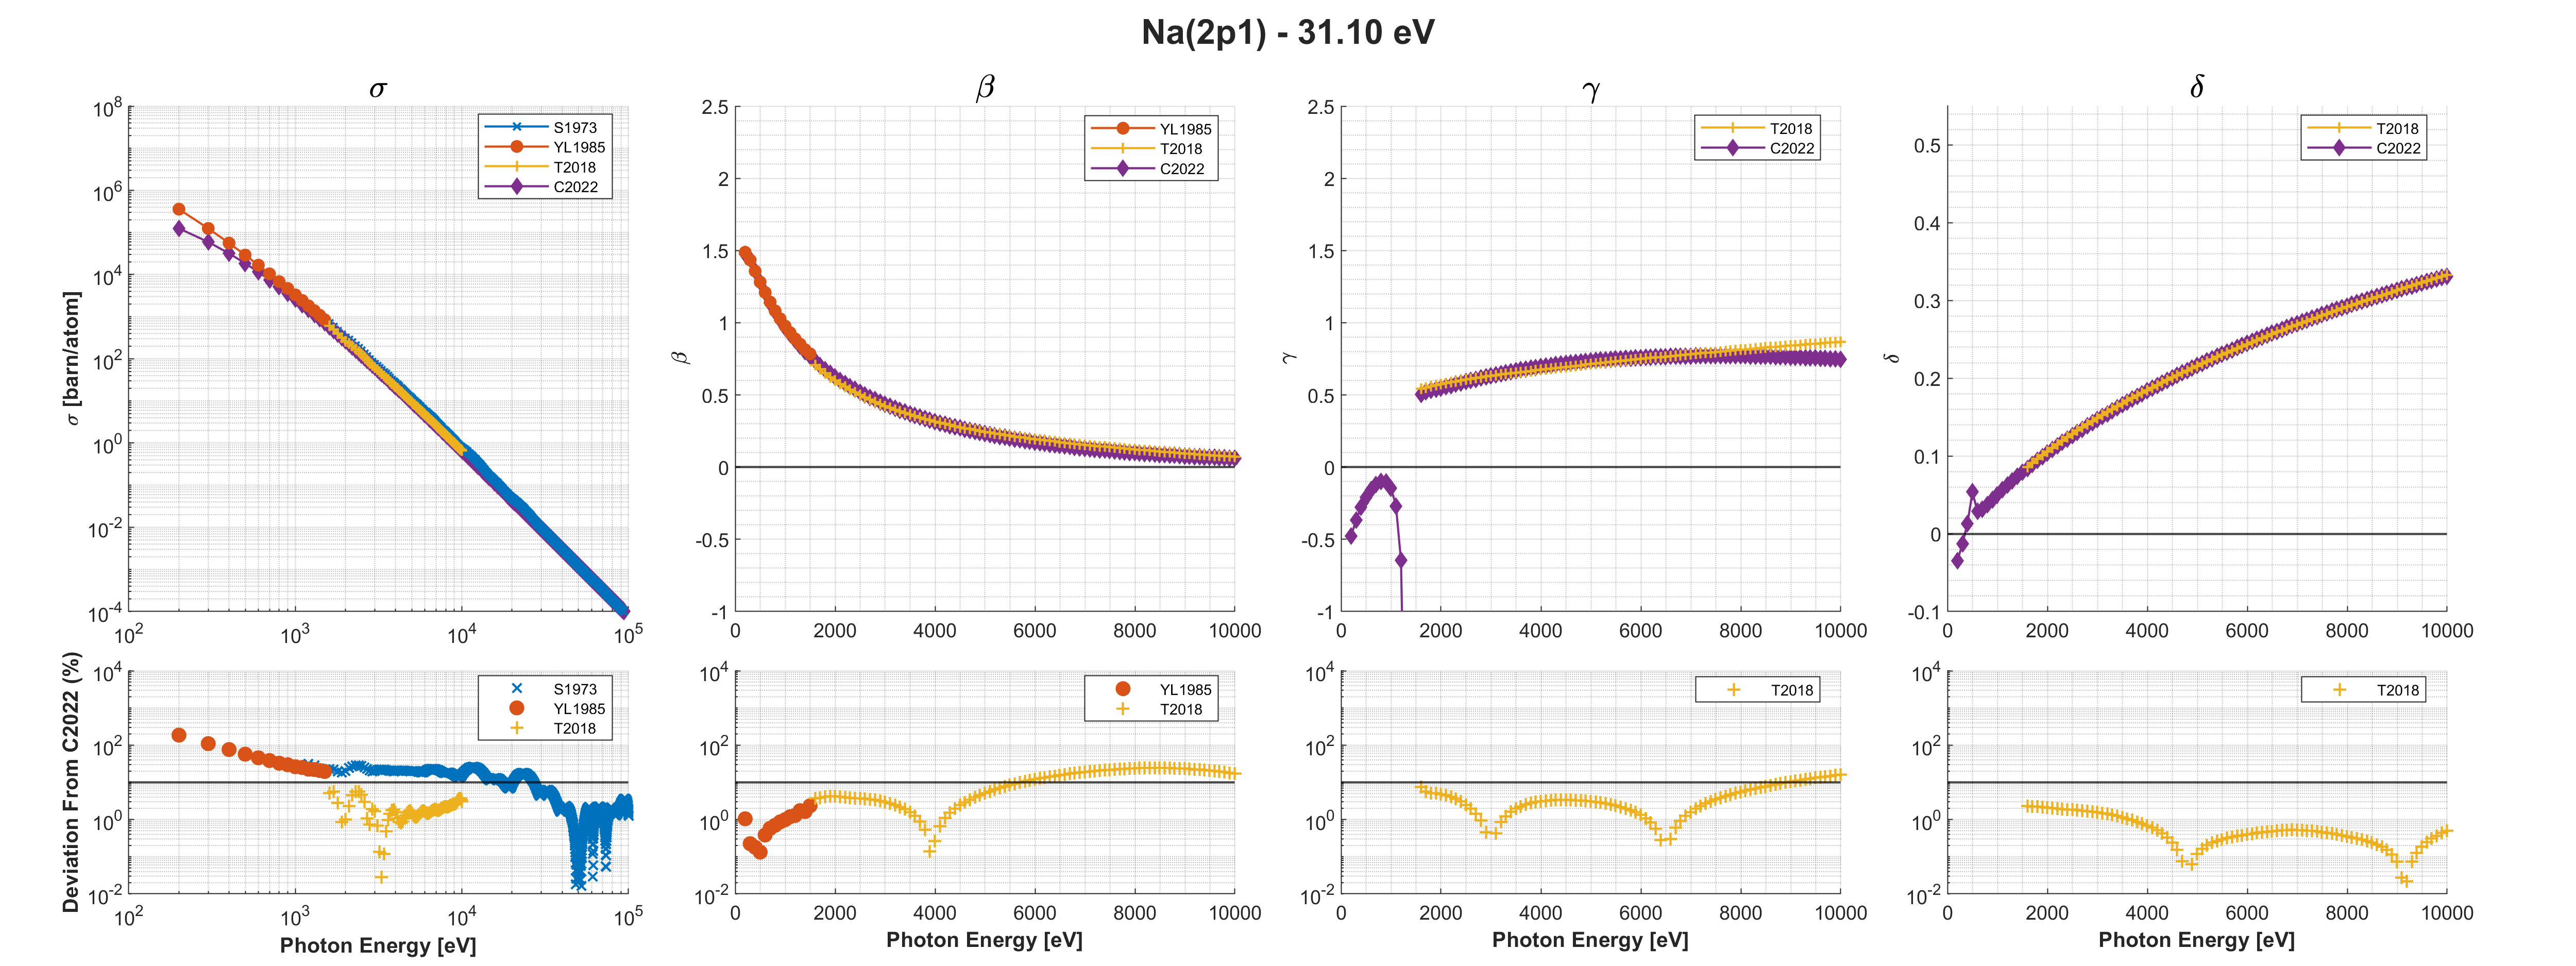 Na(2p1) - 31.10 eV
σ
σ [barn/atom]
10^8
10^6
10^4
10^2
10^0
10^-2
10^-4
10^2
10^3
10^4
10^5
S1973
YL1985
T2018
C2022
β
β
2.5
2
1.5
1
0.5
0
-0.5
-1
0
2000
4000
6000
8000
10000
YL1985
T2018
C2022
γ
γ
2.5
2
1.5
1
0.5
0
-0.5
-1
0
2000
4000
6000
8000
10000
T2018
C2022
δ
δ
0.5
0.4
0.3
0.2
0.1
0
-0.1
0
2000
4000
6000
8000
10000
T2018
C2022
Deviation From C2022 (%)
10^4
10^2
10^0
10^-2
10^2
10^3
10^4
10^5
S1973
YL1985
T2018
Photon Energy [eV]
10^4
10^2
10^0
10^-2
0
2000
4000
6000
8000
10000
YL1985
T2018
Photon Energy [eV]
10^4
10^2
10^0
10^-2
0
2000
4000
6000
8000
10000
T2018
Photon Energy [eV]
10^4
10^2
10^0
10^-2
0
2000
4000
6000
8000
10000
T2018
Photon Energy [eV]